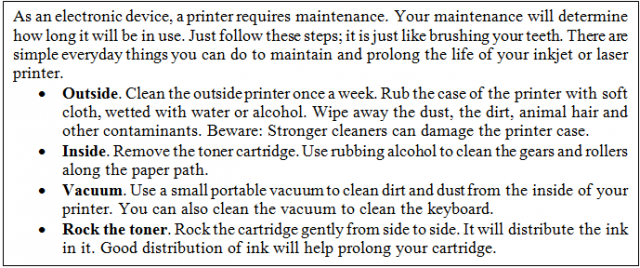 As an electronic device, a printer requires maintenance. Your maintenance will determine
how long it will be in use. Just follow these steps; it is just like brushing your teeth. There are
simple everyday things you can do to maintain and prolong the life of your inkjet or laser
printer.
• Outside. Clean the outside printer once a week. Rub the case of the printer with soft
cloth, wetted with water or alcohol. Wipe away the dust, the dirt, animal hair and
other contaminants. Beware: Stronger cleaners can damage the printer case.
• Inside. Remove the toner cartridge. Use rubbing alcohol to clean the gears and rollers
along the paper path.
• Vacuum. Use a small portable vacuum to clean dirt and dust from the inside of your
printer. You can also clean the vacuum to clean the keyboard.
• Rock the toner. Rock the cartridge gently from side to side. It will distribute the ink
in it. Good distribution of ink will help prolong your cartridge.